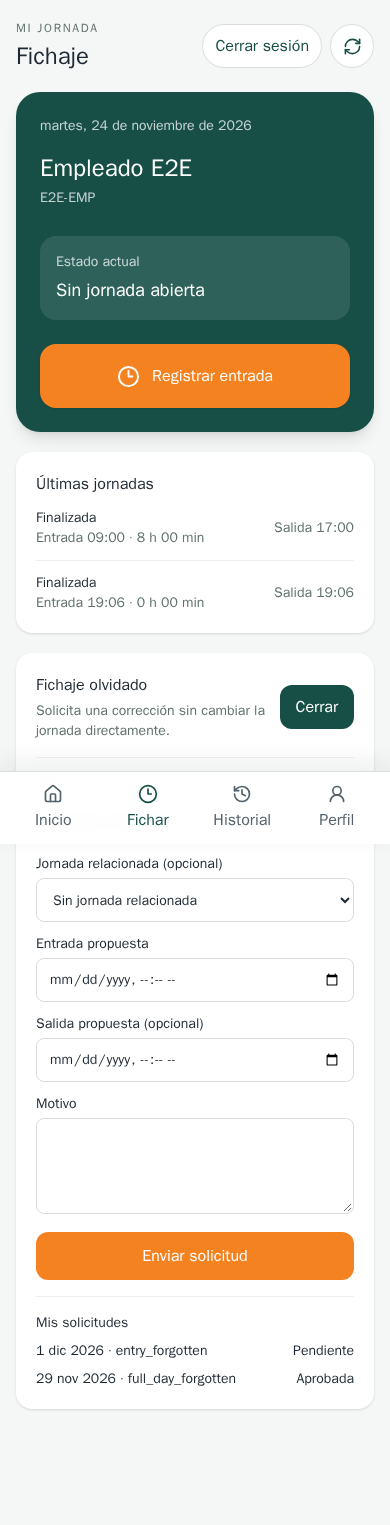 MI JORNADA
Fichaje
Cerrar sesión
martes, 24 de noviembre de 2026
Empleado E2E
E2E-EMP
Estado actual
Sin jornada abierta
Registrar entrada
Últimas jornadas
Finalizada
Entrada 09:00 · 8 h 00 min
Salida 17:00
Finalizada
Entrada 19:06 · 0 h 00 min
Salida 19:06
Fichaje olvidado
Solicita una corrección sin cambiar la
jornada directamente.
Cerrar
Inicio
Fichar
Historial
Perfil
Jornada relacionada (opcional)
Sin jornada relacionada
Entrada propuesta
mm/dd/yyyy, --:-- --
Salida propuesta (opcional)
mm/dd/yyyy, --:-- --
Motivo
Enviar solicitud
Mis solicitudes
1 dic 2026 · entry_forgotten
Pendiente
29 nov 2026 · full_day_forgotten
Aprobada